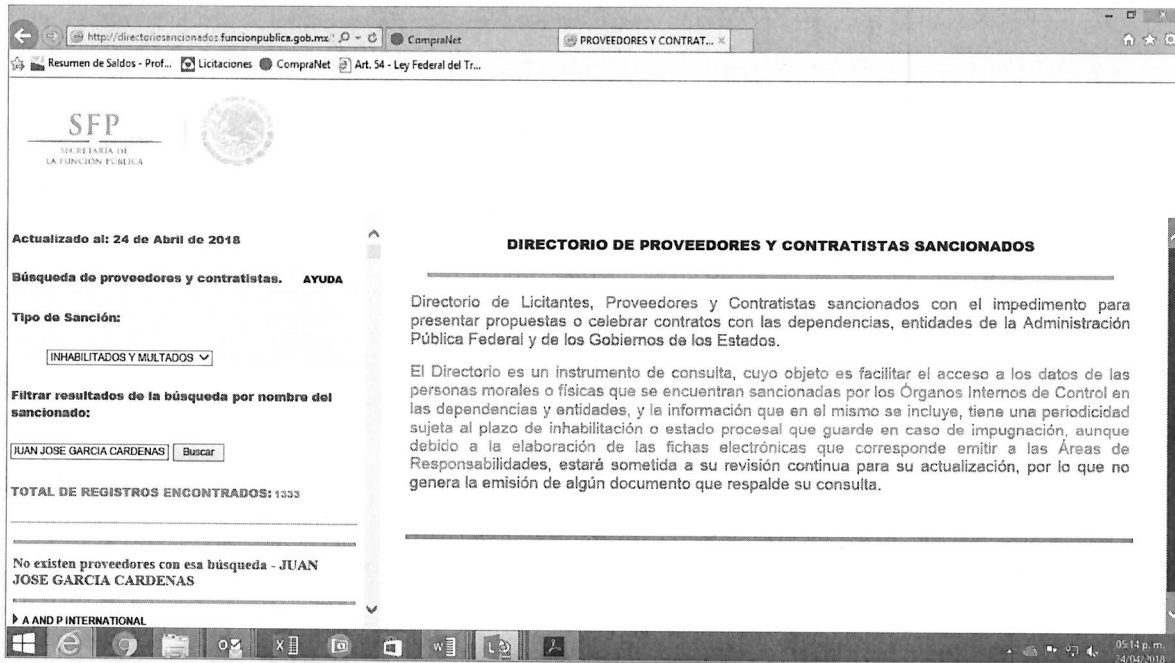 http://directoriosancionados.funcionpublica.gob.mx
CompraNet
PROVEEDORES Y CONTRAT...
Resumen de Saldos - Prof...
Licitaciones
CompraNet
Art. 54 - Ley Federal del Tr...
SFP
SECRETARÍA DE
LA FUNCIÓN PÚBLICA
Actualizado al: 24 de Abril de 2018
Búsqueda de proveedores y contratistas. AYUDA
Tipo de Sanción:
INHABILITADOS Y MULTADOS
Filtrar resultados de la búsqueda por nombre del
sancionado:
JUAN JOSE GARCIA CARDENAS Buscar
TOTAL DE REGISTROS ENCONTRADOS: 1333
No existen proveedores con esa búsqueda - JUAN
JOSE GARCIA CARDENAS
A AND P INTERNATIONAL
DIRECTORIO DE PROVEEDORES Y CONTRATISTAS SANCIONADOS
Directorio de Licitantes, Proveedores y Contratistas sancionados con el impedimento para
presentar propuestas o celebrar contratos con las dependencias, entidades de la Administración
Pública Federal y de los Gobiernos de los Estados.
El Directorio es un instrumento de consulta, cuyo objeto es facilitar el acceso a los datos de las
personas morales o físicas que se encuentran sancionadas por los Órganos Internos de Control en
las dependencias y entidades, y la información que en el mismo se incluye, tiene una periodicidad
sujeta al plazo de inhabilitación o estado procesal que guarde en caso de impugnación, aunque
debido a la elaboración de las fichas electrónicas que corresponde emitir a las Áreas de
Responsabilidades, estará sometida a su revisión continua para su actualización, por lo que no
genera la emisión de algún documento que respalde su consulta.
05:14 p.m.
24/04/2018